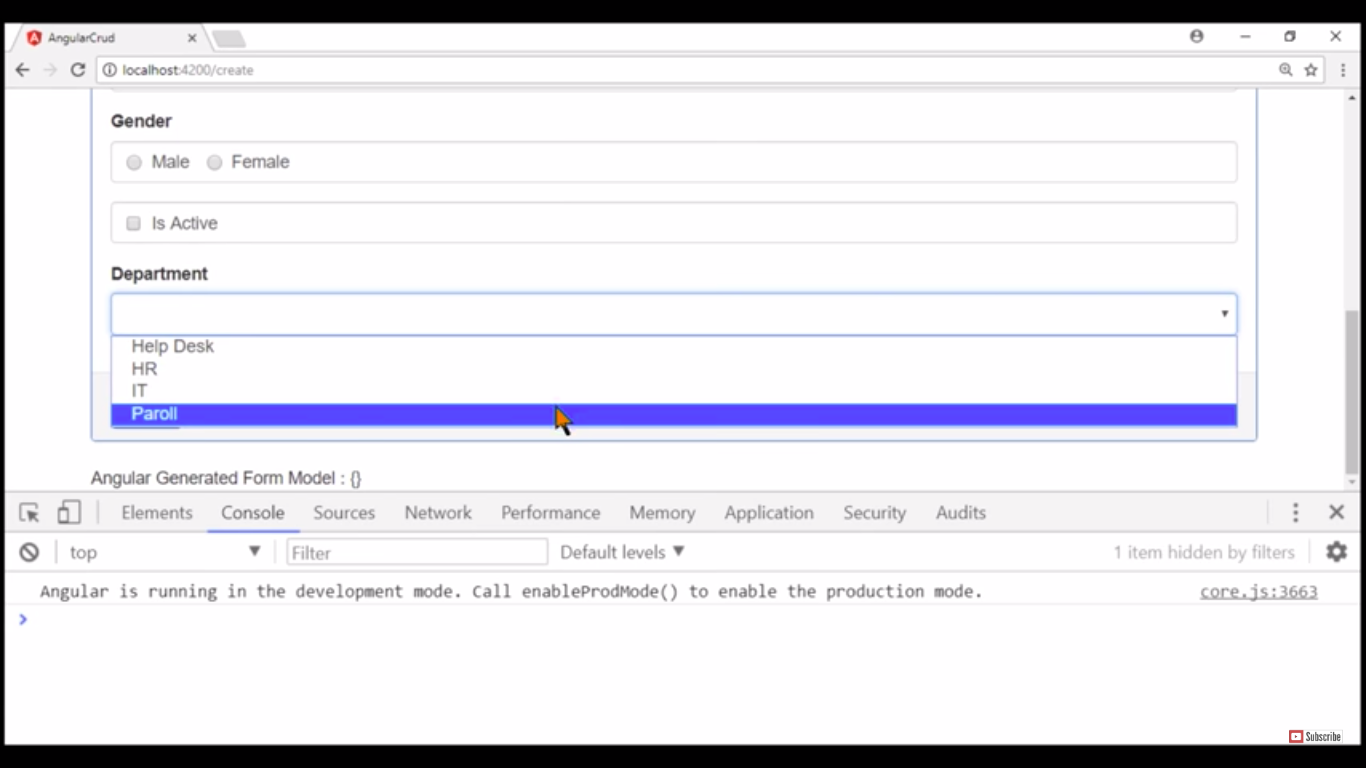 AngularCrud
localhost:4200/create
Gender
Male Female
Is Active
Department
Help Desk
HR
IT
Paroll
Angular Generated Form Model : {}
Elements Console Sources Network Performance Memory Application Security Audits
top Filter Default levels 1 item hidden by filters
Angular is running in the development mode. Call enableProdMode() to enable the production mode. core.js:3663
Subscribe